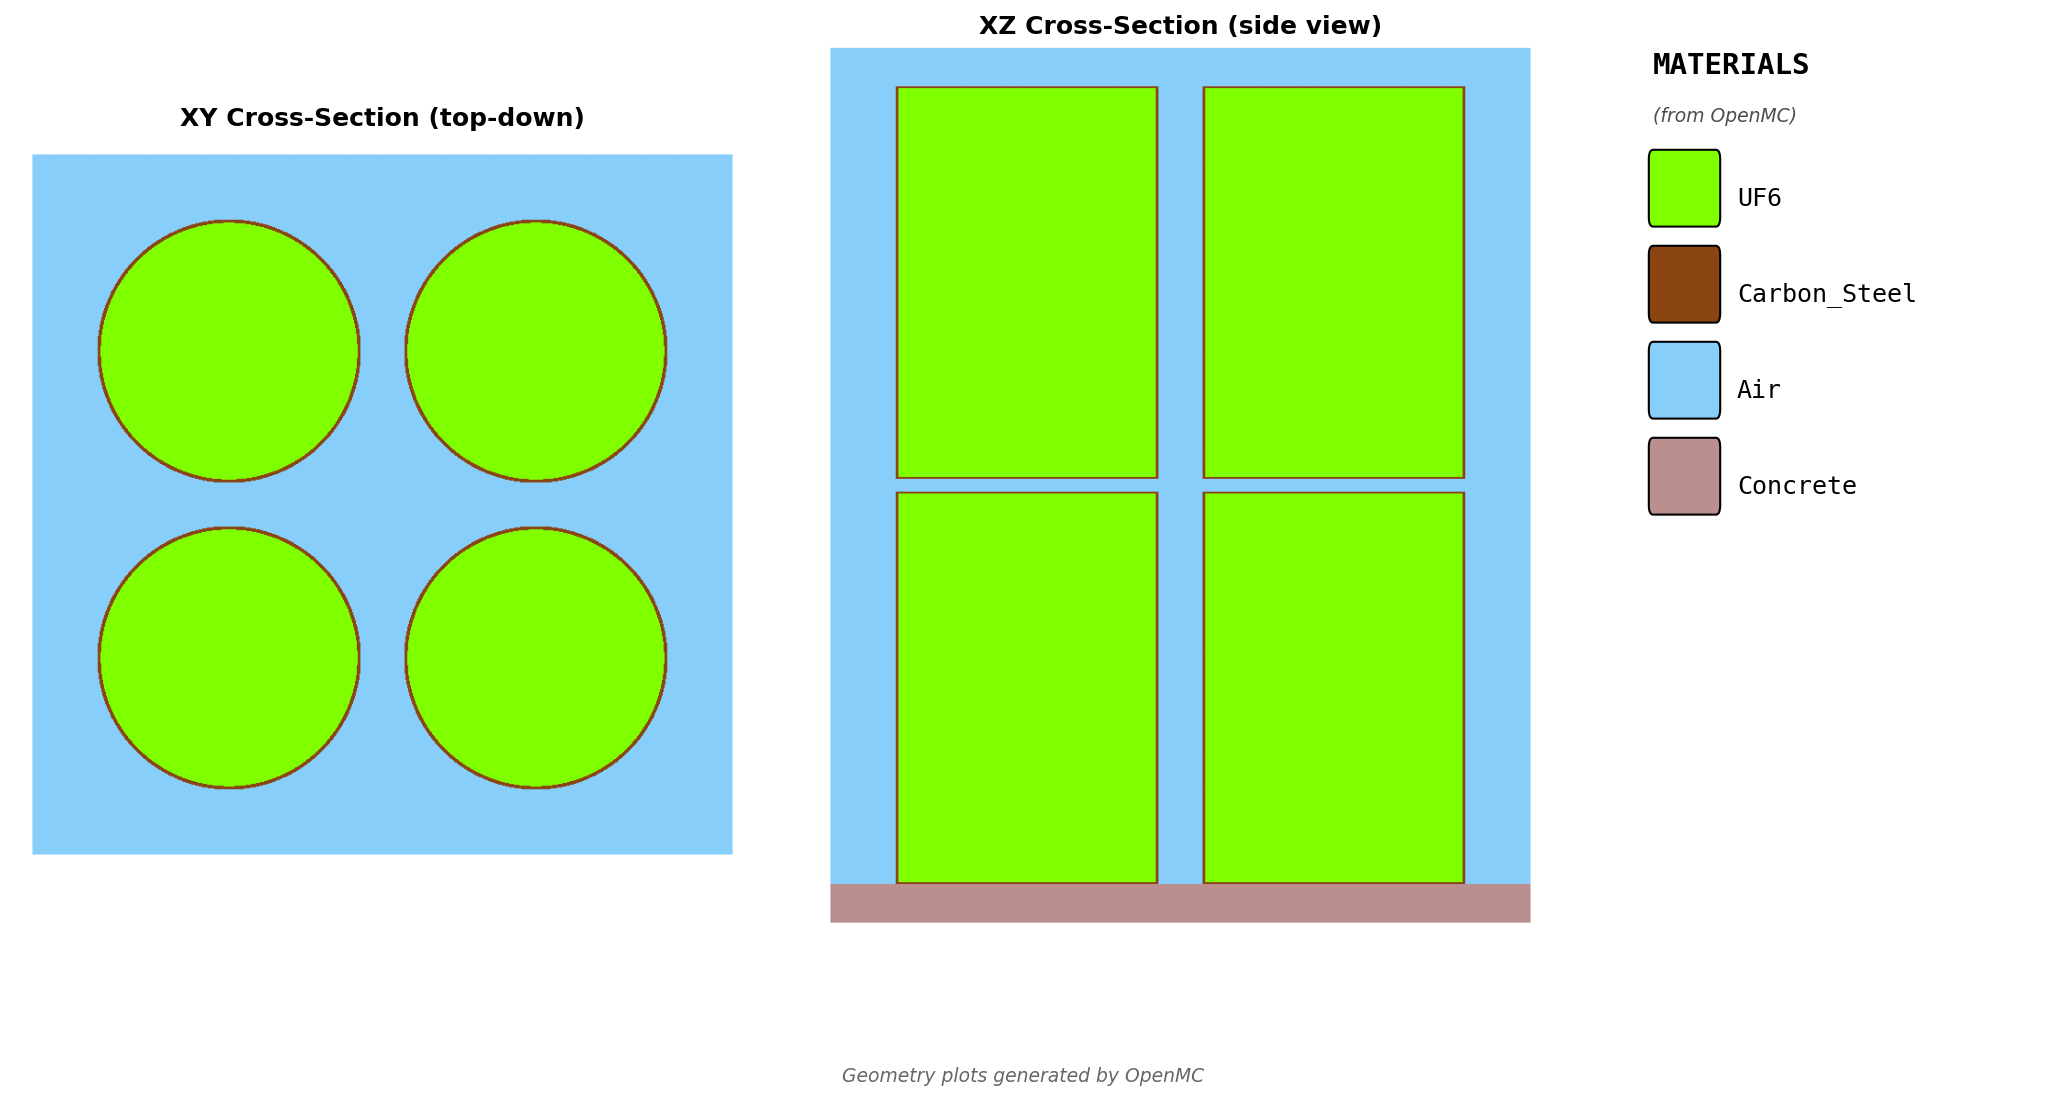 XY Cross-Section (top-down)
XZ Cross-Section (side view)
MATERIALS
(from OpenMC)
UF6
Carbon_Steel
Air
Concrete
Geometry plots generated by OpenMC